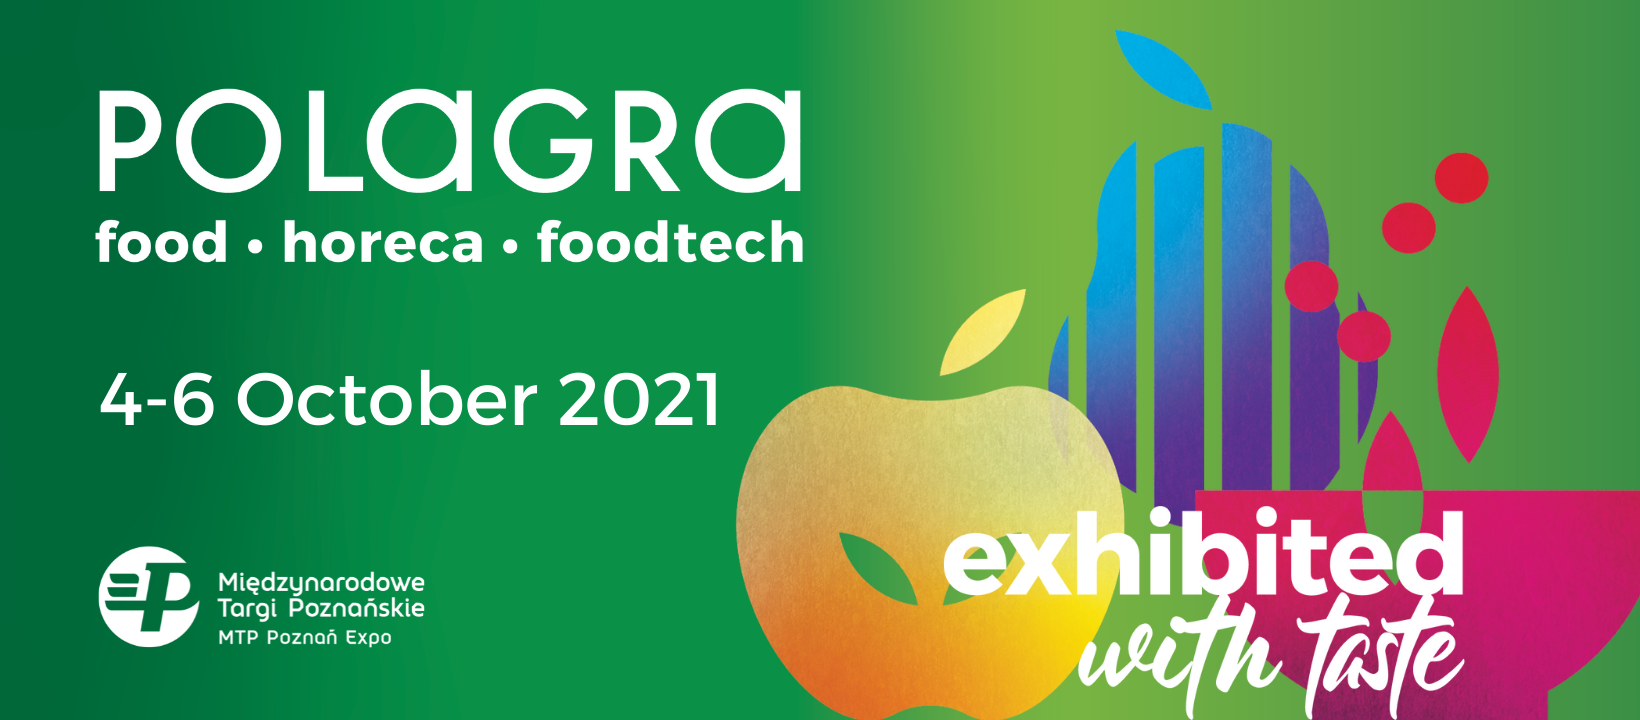 POLAGRA
food • horeca • foodtech
4-6 October 2021
Międzynarodowe
Targi Poznańskie
MTP Poznań Expo
exhibited
with taste